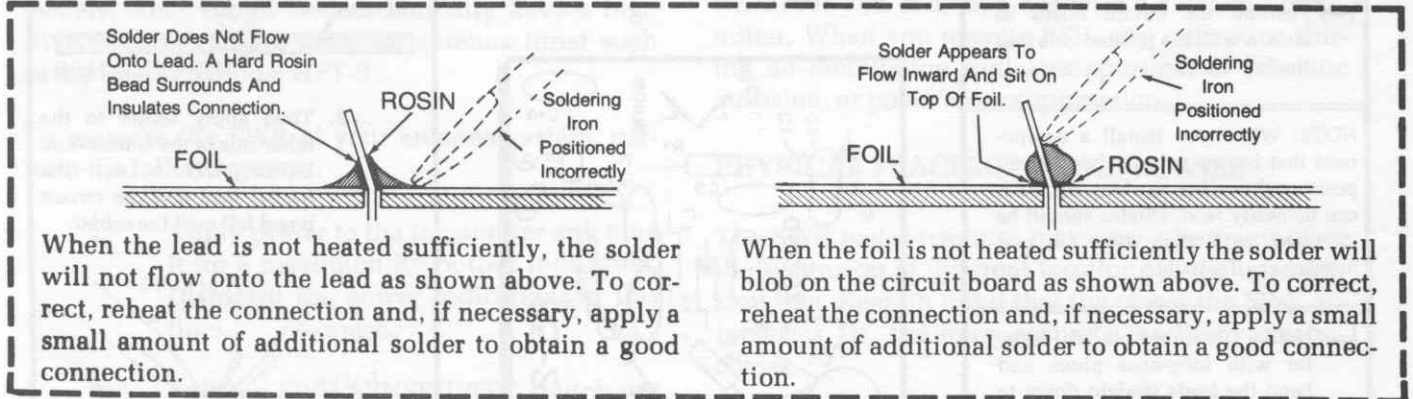 Solder Does Not Flow
Onto Lead. A Hard Rosin
Bead Surrounds And
Insulates Connection.
ROSIN
Soldering
Iron
Positioned
Incorrectly
FOIL
When the lead is not heated sufficiently, the solder
will not flow onto the lead as shown above. To cor-
rect, reheat the connection and, if necessary, apply a
small amount of additional solder to obtain a good
connection.
Solder Appears To
Flow Inward And Sit On
Top Of Foil.
Soldering
Iron
Positioned
Incorrectly
FOIL
ROSIN
When the foil is not heated sufficiently the solder will
blob on the circuit board as shown above. To correct,
reheat the connection and, if necessary, apply a small
amount of additional solder to obtain a good connec-
tion.